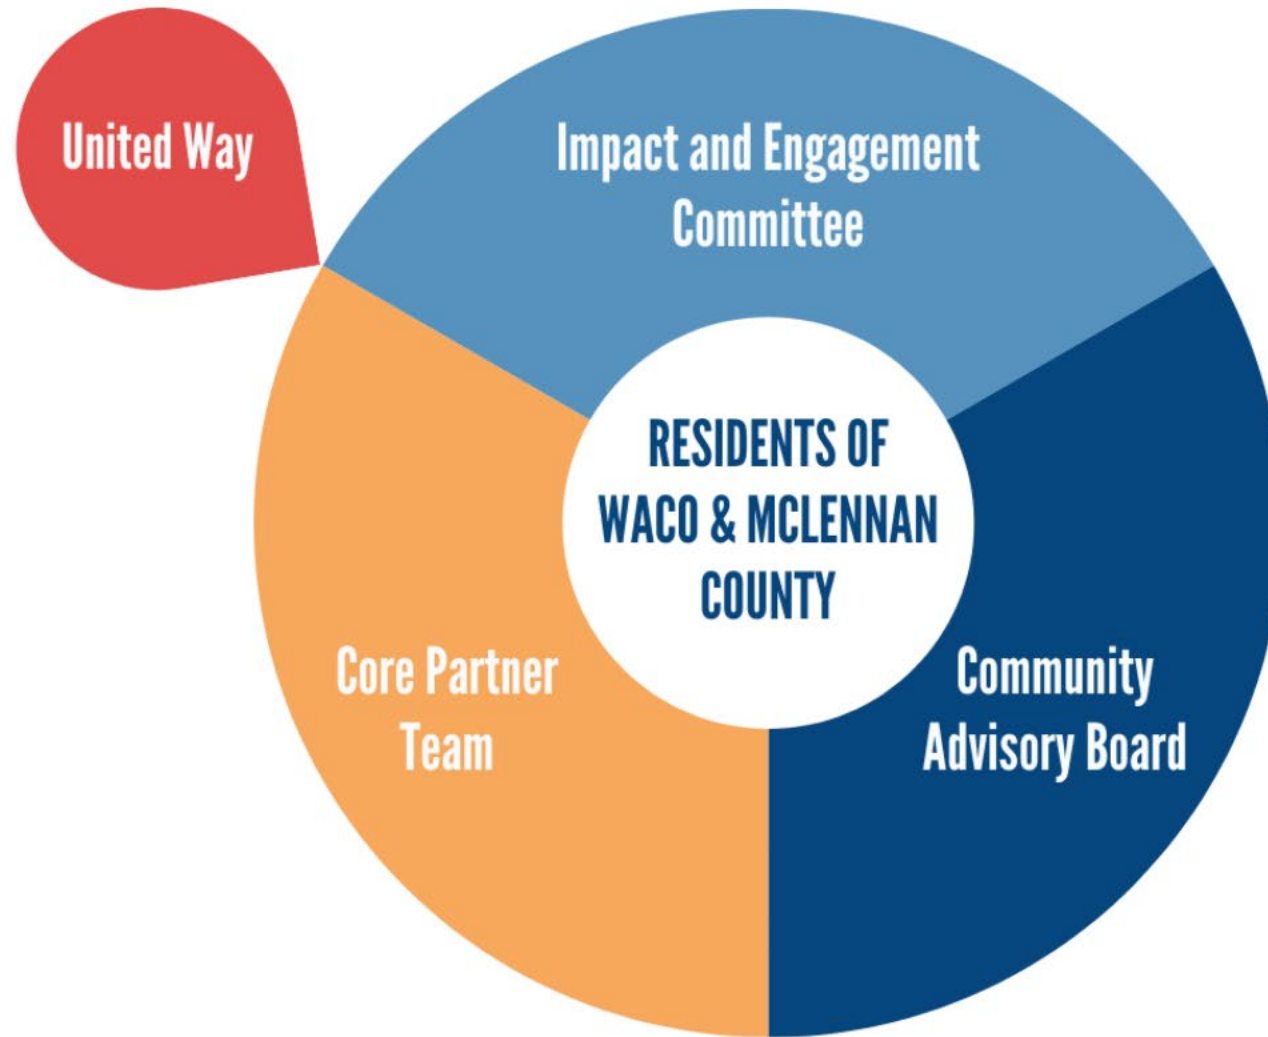 United Way
Impact and Engagement
Committee
RESIDENTS OF
WACO & MCLENNAN
COUNTY
Core Partner
Team
Community
Advisory Board